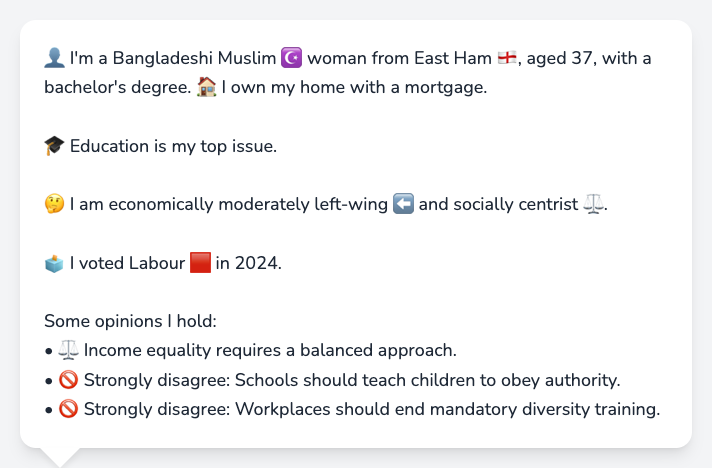 👤 I'm a Bangladeshi Muslim ☪️ woman from East Ham 🏴󠁧󠁢󠁥󠁮󠁧󠁿, aged 37, with a
bachelor's degree. 🏠 I own my home with a mortgage.
🎓 Education is my top issue.
🤔 I am economically moderately left-wing ⬅️ and socially centrist ⚖️.
🗳️ I voted Labour 🟥 in 2024.
Some opinions I hold:
• ⚖️ Income equality requires a balanced approach.
• 🚫 Strongly disagree: Schools should teach children to obey authority.
• 🚫 Strongly disagree: Workplaces should end mandatory diversity training.